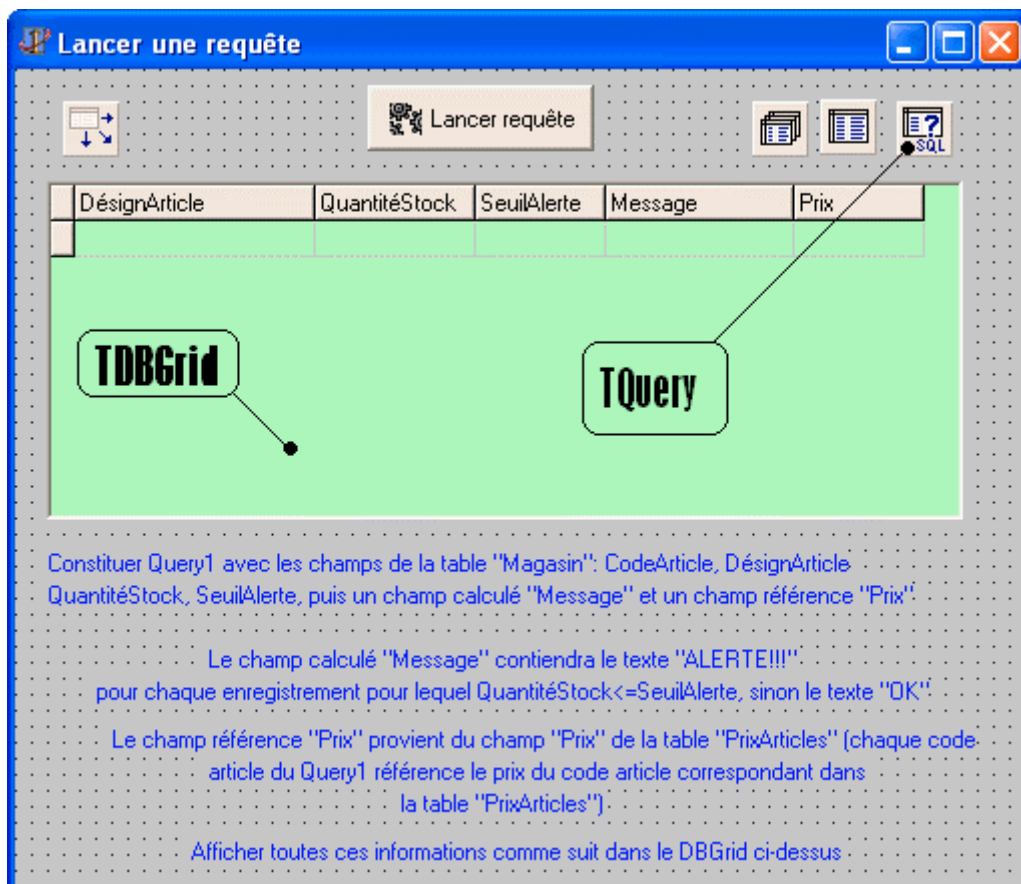 Lancer une requête
Lancer requête
SQL
DésignArticle QuantitéStock SeuilAlerte Message Prix
TDBGrid
TQuery
Constituer Query1 avec les champs de la table "Magasin": CodeArticle, DésignArticle
QuantitéStock, SeuilAlerte, puis un champ calculé "Message" et un champ référence "Prix".
Le champ calculé "Message" contiendra le texte "ALERTE!!!"
pour chaque enregistrement pour lequel QuantitéStock<=SeuilAlerte, sinon le texte "OK"
Le champ référence "Prix" provient du champ "Prix" de la table "PrixArticles" (chaque code
article du Query1 référence le prix du code article correspondant dans
la table "PrixArticles")
Afficher toutes ces informations comme suit dans le DBGrid ci-dessus